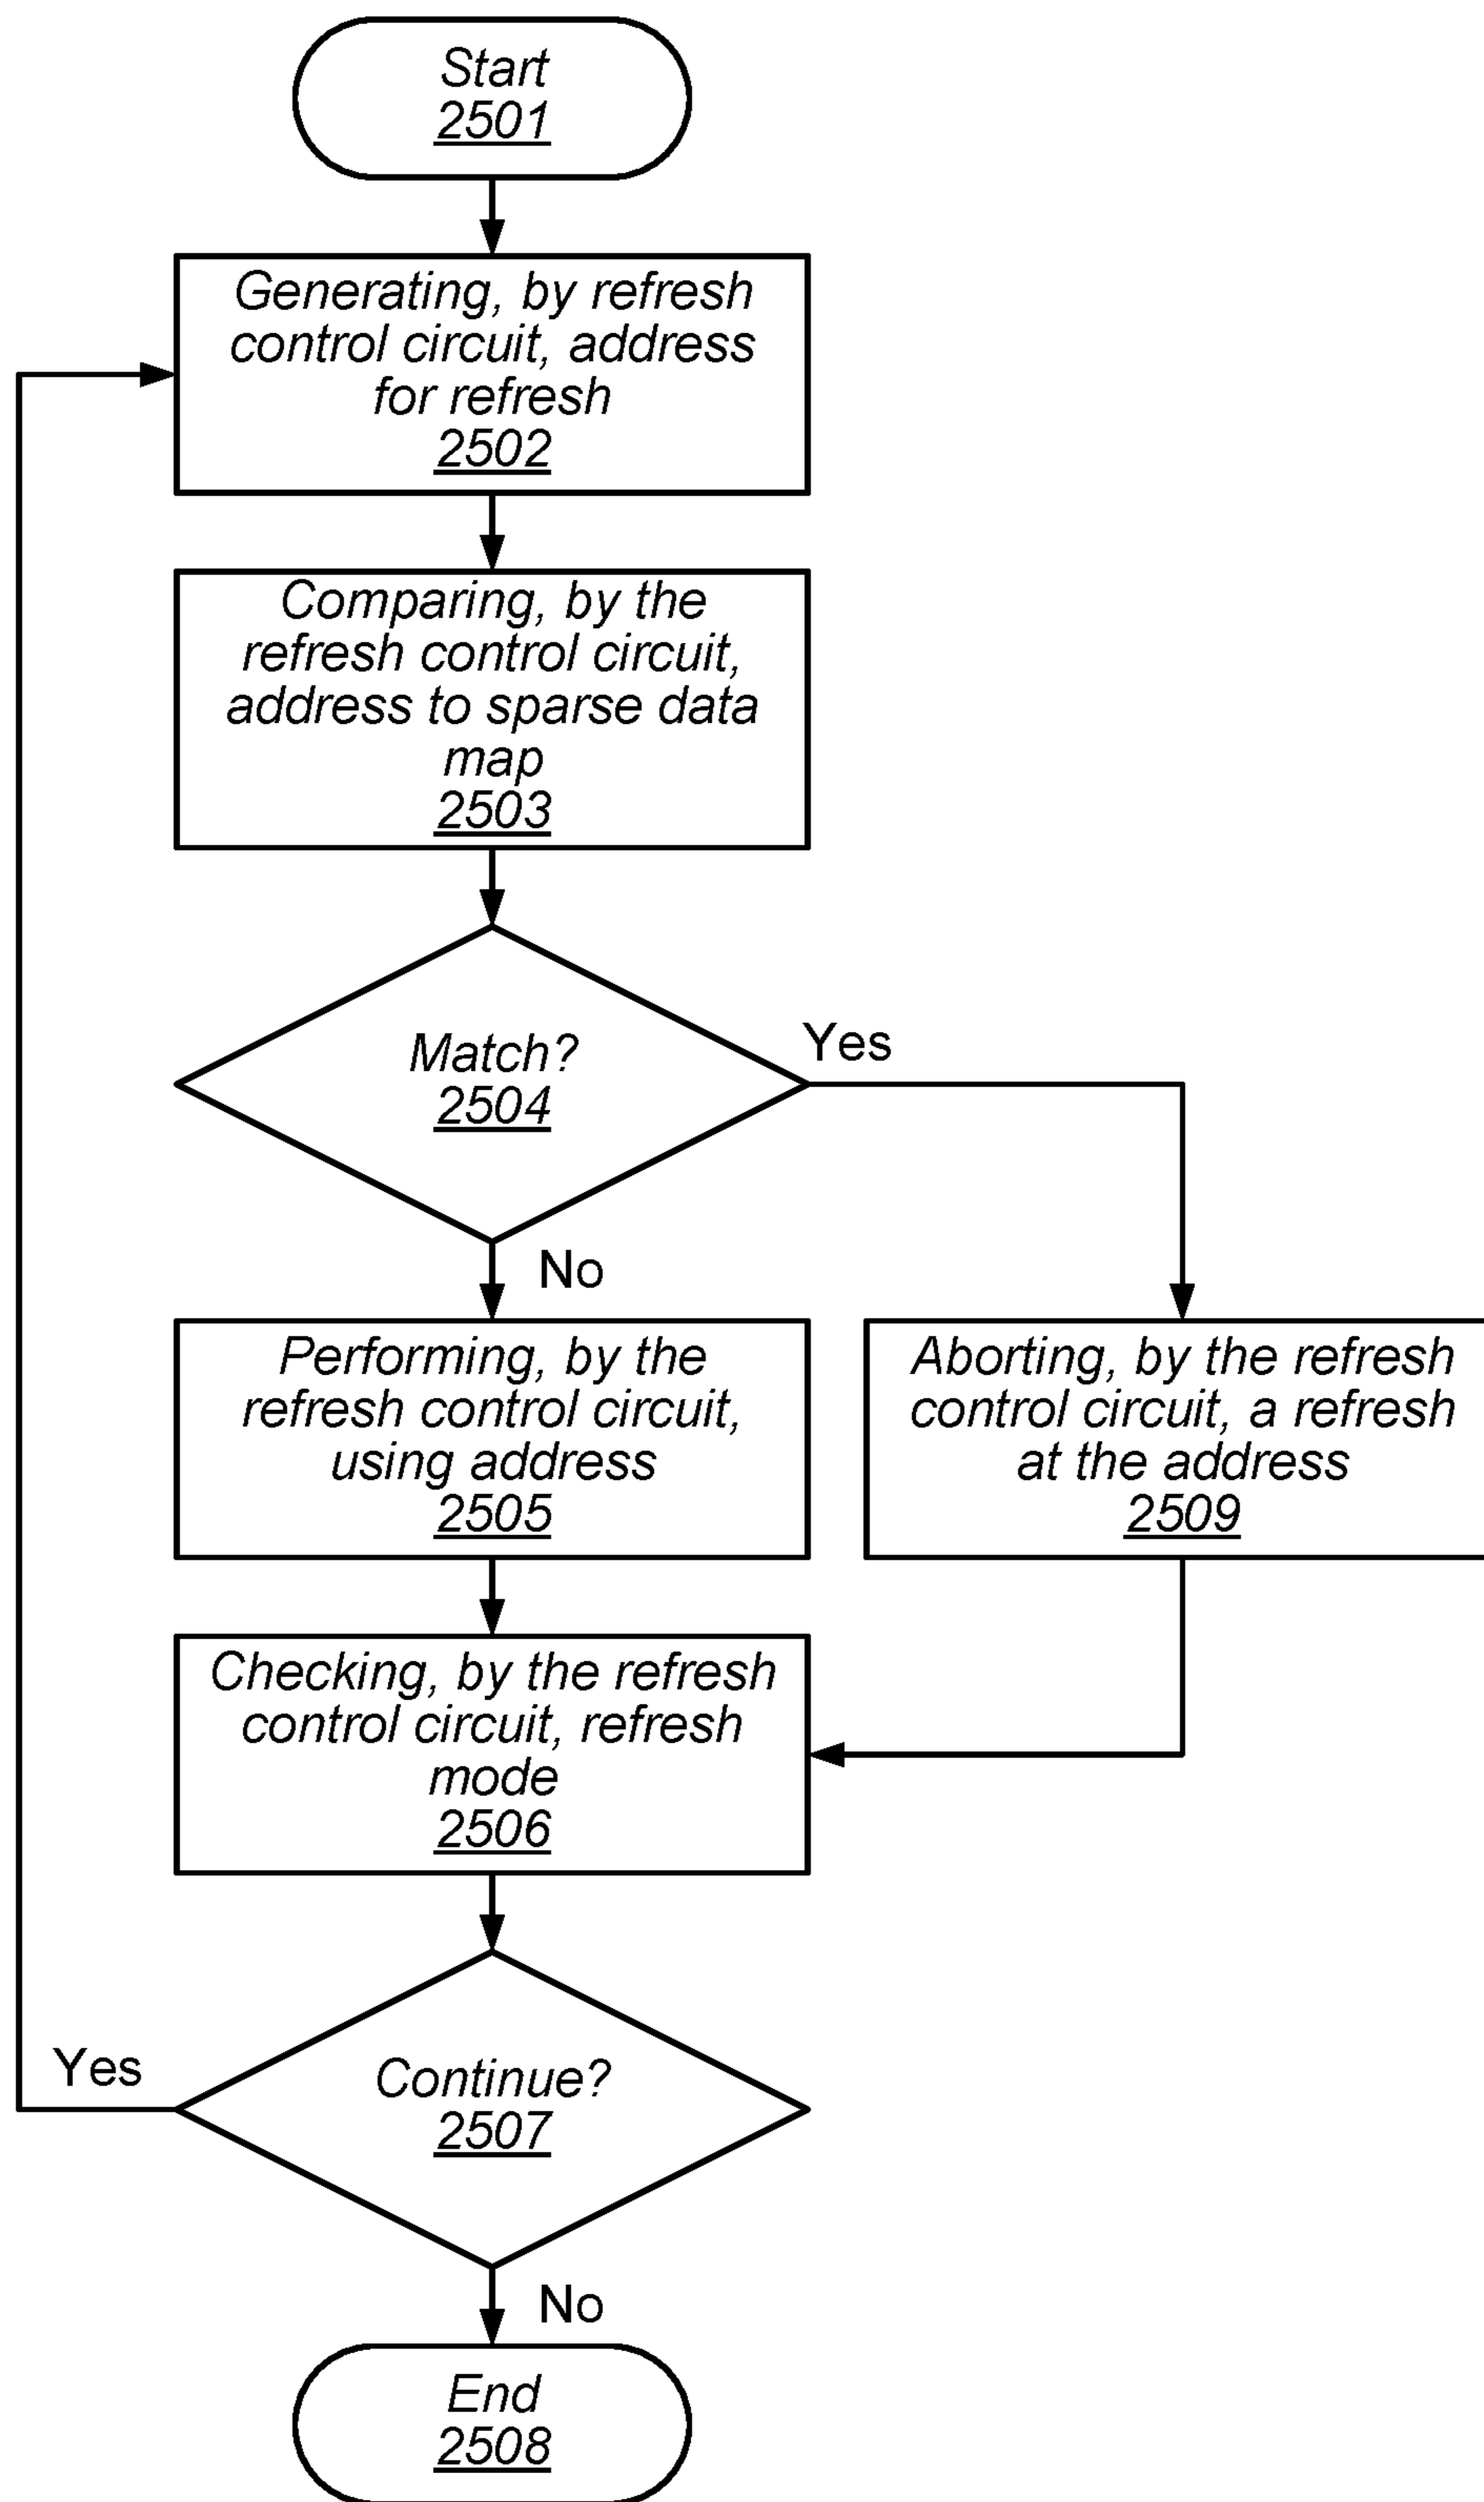 Start
2501
Generating, by refresh
control circuit, address
for refresh
2502
Comparing, by the
refresh control circuit,
address to sparse data
map
2503
Match?
2504
Yes
No
Performing, by the
refresh control circuit,
using address
2505
Aborting, by the refresh
control circuit, a refresh
at the address
2509
Checking, by the refresh
control circuit, refresh
mode
2506
Continue?
2507
Yes
No
End
2508